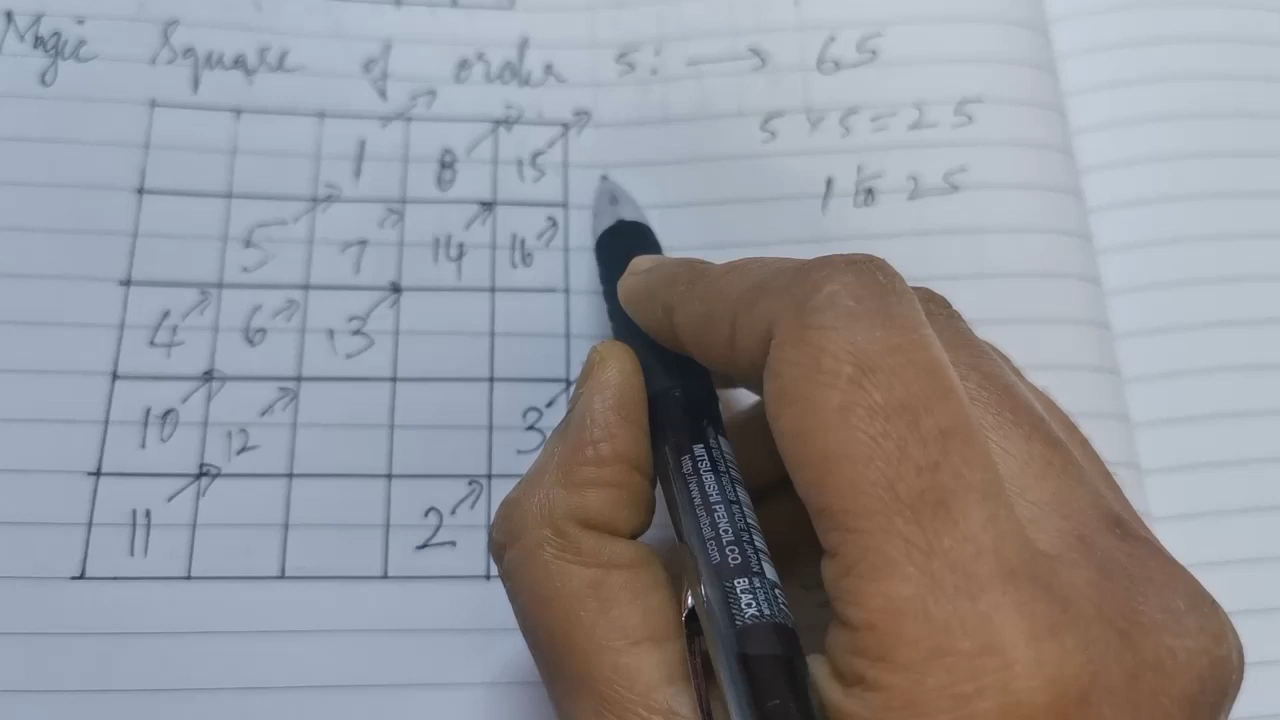 Magic Square of order 5: → 65
5 × 5 = 25
1 to 25
1 8 15
5 7 14 16
4 6 13
10 12 3
11 2
MITSUBISHI PENCIL CO. BLACK
http://www.uniball.com
MADE IN JAPAN